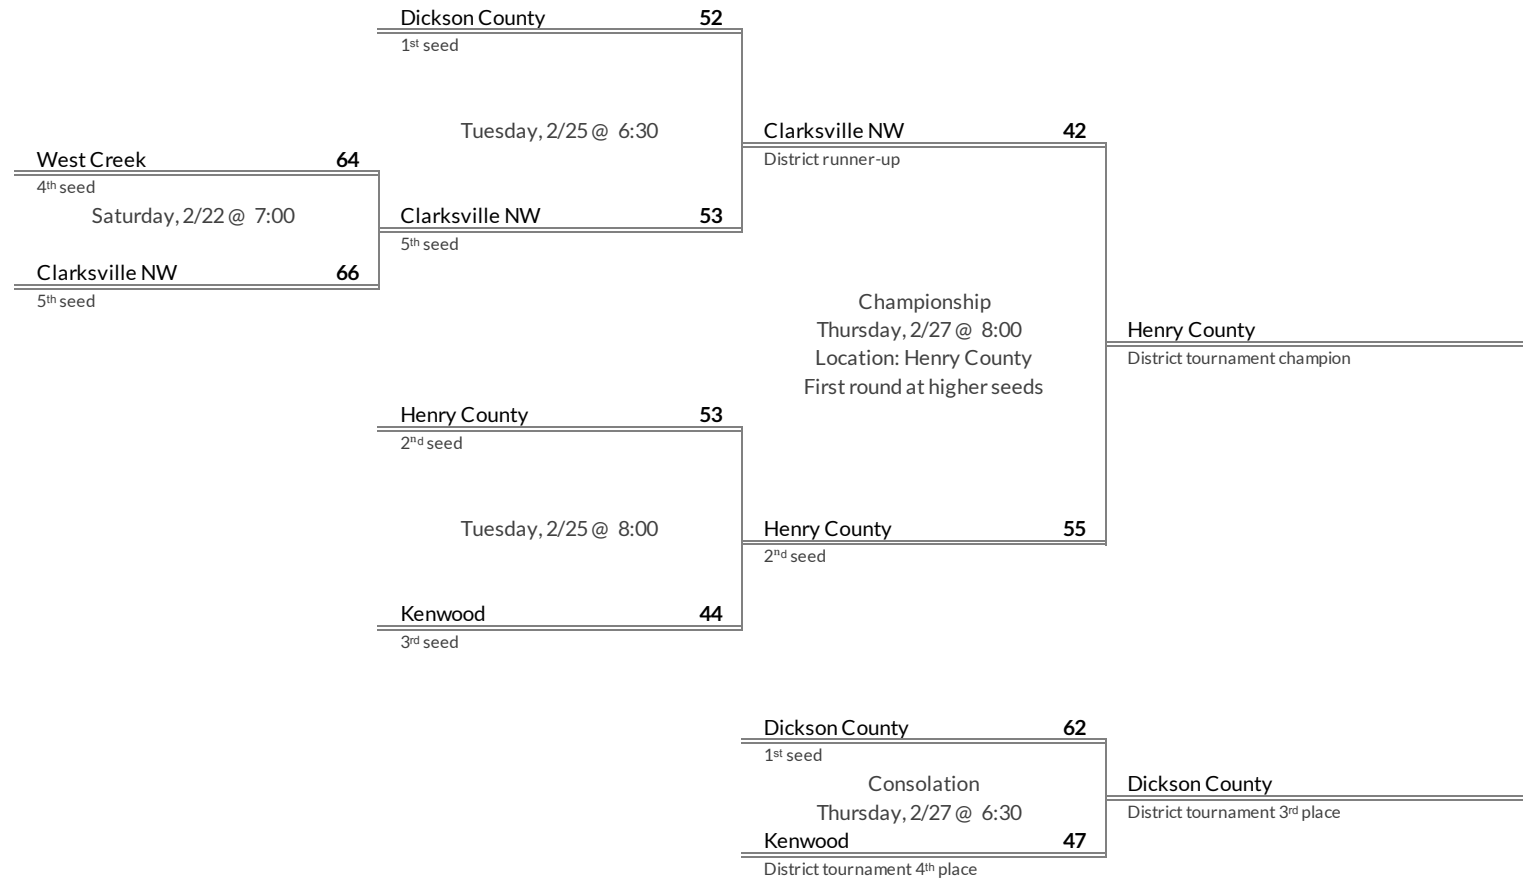 Dickson County 52
1st seed
Tuesday, 2/25 @ 6:30
Clarksville NW 42
District runner-up
West Creek 64
4th seed
Saturday, 2/22 @ 7:00
Clarksville NW 53
5th seed
Clarksville NW 66
5th seed
Championship
Thursday, 2/27 @ 8:00
Location: Henry County
First round at higher seeds
Henry County
District tournament champion
Henry County 53
2nd seed
Tuesday, 2/25 @ 8:00
Henry County 55
2nd seed
Kenwood 44
3rd seed
Dickson County 62
1st seed
Consolation
Thursday, 2/27 @ 6:30
Dickson County
District tournament 3rd place
Kenwood 47
District tournament 4th place